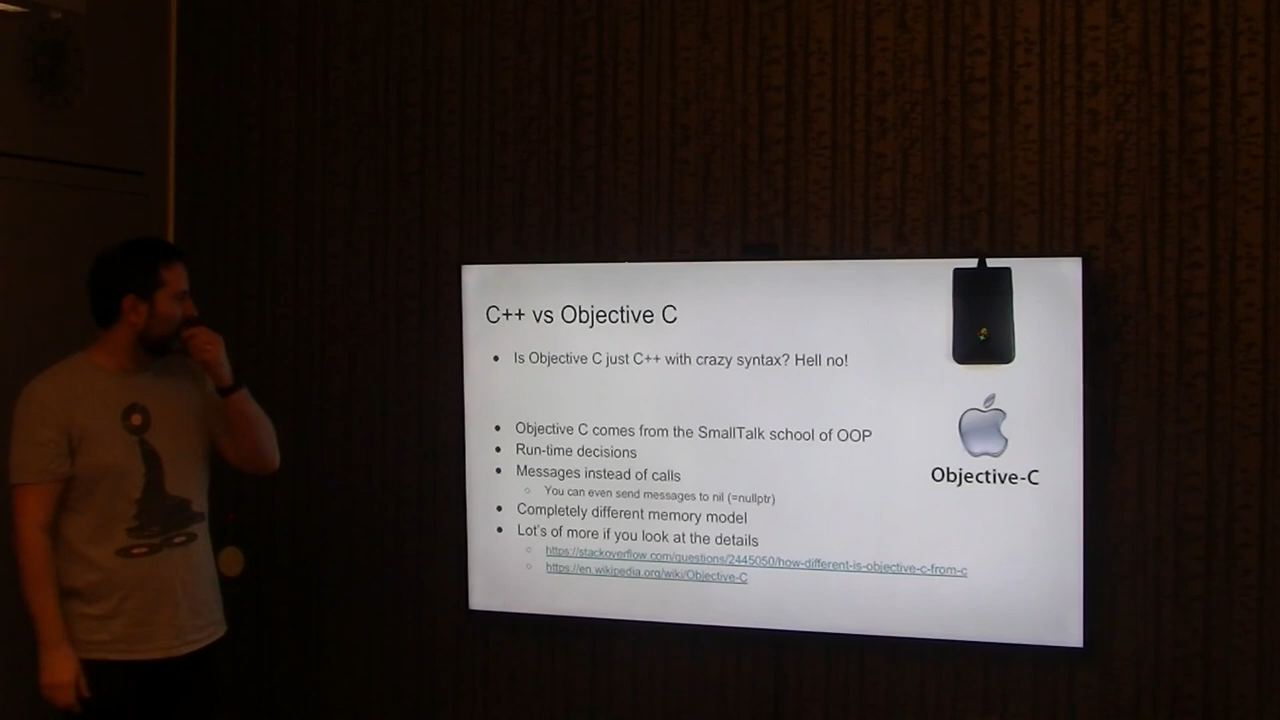 C++ vs Objective C
• Is Objective C just C++ with crazy syntax? Hell no!
• Objective C comes from the SmallTalk school of OOP
• Run-time decisions
• Messages instead of calls
○ You can even send messages to nil (=nullptr)
• Completely different memory model
• Lot's of more if you look at the details
○ https://stackoverflow.com/questions/2445050/how-different-is-objective-c-from-c
○ https://en.wikipedia.org/wiki/Objective-C
Objective-C